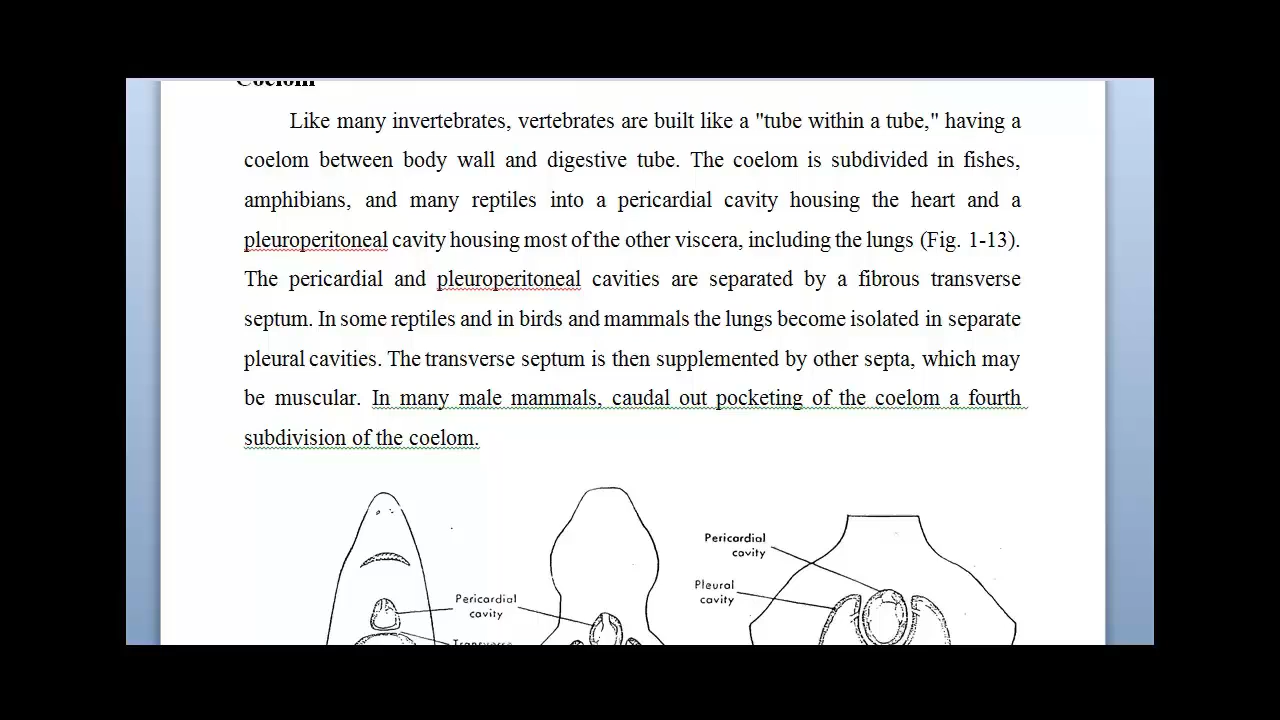 Coelom
Like many invertebrates, vertebrates are built like a "tube within a tube," having a
coelom between body wall and digestive tube. The coelom is subdivided in fishes,
amphibians, and many reptiles into a pericardial cavity housing the heart and a
pleuroperitoneal cavity housing most of the other viscera, including the lungs (Fig. 1-13).
The pericardial and pleuroperitoneal cavities are separated by a fibrous transverse
septum. In some reptiles and in birds and mammals the lungs become isolated in separate
pleural cavities. The transverse septum is then supplemented by other septa, which may
be muscular. In many male mammals, caudal out pocketing of the coelom a fourth
subdivision of the coelom.
Pericardial
cavity
Pleural
cavity
Pericardial
cavity
Transverse